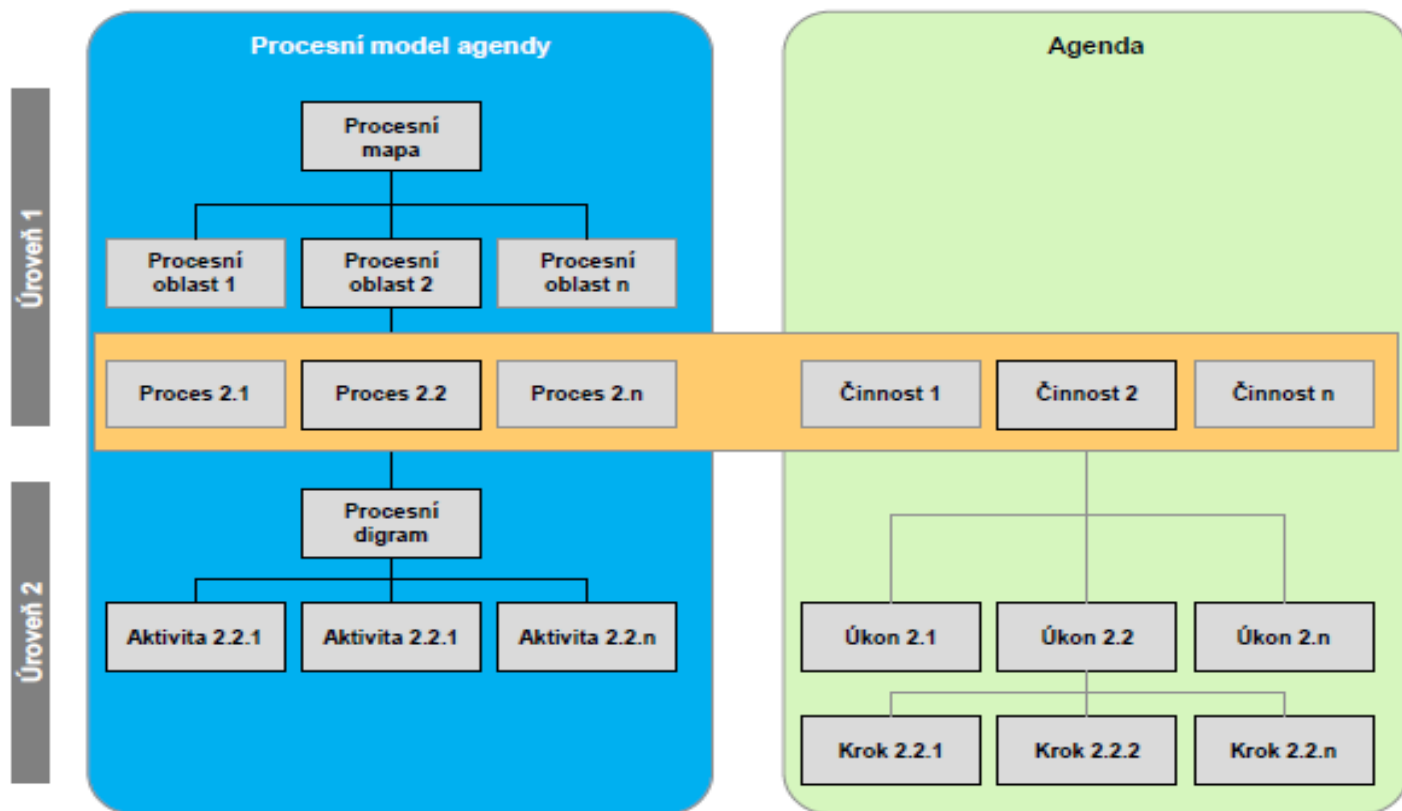 Procesní model agendy
Agenda
Úroveň 1
Procesní
mapa
Procesní
oblast 1
Procesní
oblast 2
Procesní
oblast n
Proces 2.1
Proces 2.2
Proces 2.n
Činnost 1
Činnost 2
Činnost n
Úroveň 2
Procesní
digram
Aktivita 2.2.1
Aktivita 2.2.1
Aktivita 2.2.n
Úkon 2.1
Úkon 2.2
Úkon 2.n
Krok 2.2.1
Krok 2.2.2
Krok 2.2.n